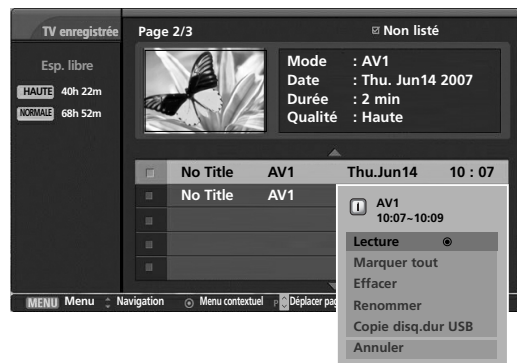 TV enregistrée
Page 2/3
Non listé
Esp. libre
HAUTE 40h 22m
NORMALE 68h 52m
Mode : AV1
Date : Thu. Jun14 2007
Durée : 2 min
Qualité : Haute
No Title AV1 Thu.Jun14 10 : 07
No Title AV1
AV1
10:07~10:09
Lecture
Marquer tout
Effacer
Renommer
Copie disq.dur USB
Annuler
MENU Menu Navigation Menu contextuel P Déplacer pag